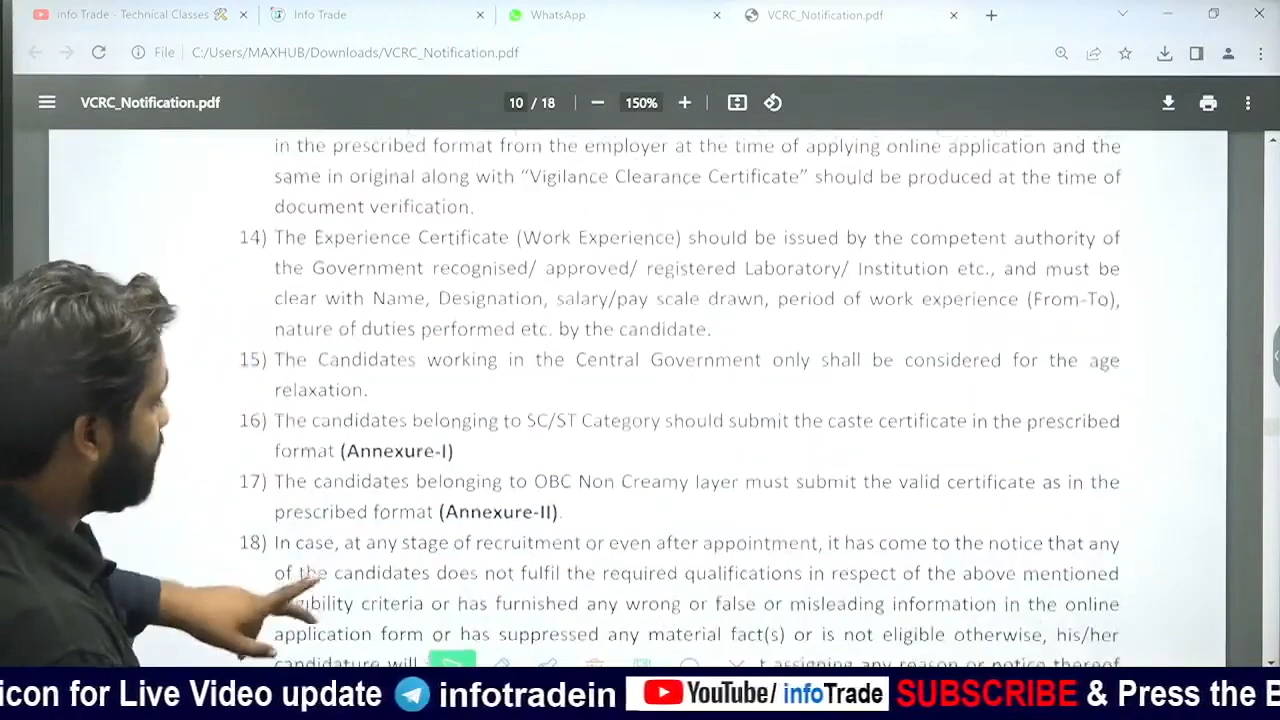 info Trade - Technical Classes
Info Trade
WhatsApp
VCRC_Notification.pdf
File C:/Users/MAXHUB/Downloads/VCRC_Notification.pdf
VCRC_Notification.pdf
10 / 18
150%
in the prescribed format from the employer at the time of applying online application and the
same in original along with “Vigilance Clearance Certificate” should be produced at the time of
document verification.
14) The Experience Certificate (Work Experience) should be issued by the competent authority of
the Government recognised/ approved/ registered Laboratory/ Institution etc., and must be
clear with Name, Designation, salary/pay scale drawn, period of work experience (From-To),
nature of duties performed etc. by the candidate.
15) The Candidates working in the Central Government only shall be considered for the age
relaxation.
16) The candidates belonging to SC/ST Category should submit the caste certificate in the prescribed
format (Annexure-I)
17) The candidates belonging to OBC Non Creamy layer must submit the valid certificate as in the
prescribed format (Annexure-II).
18) In case, at any stage of recruitment or even after appointment, it has come to the notice that any
of the candidates does not fulfil the required qualifications in respect of the above mentioned
criteria or has furnished any wrong or false or misleading information in the online
application form or has suppressed any material fact(s) or is not eligible otherwise, his/her
candidature will t assigning any reason or notice thereof
icon for Live Video update infotradein YouTube/ infoTrade SUBSCRIBE & Press the B